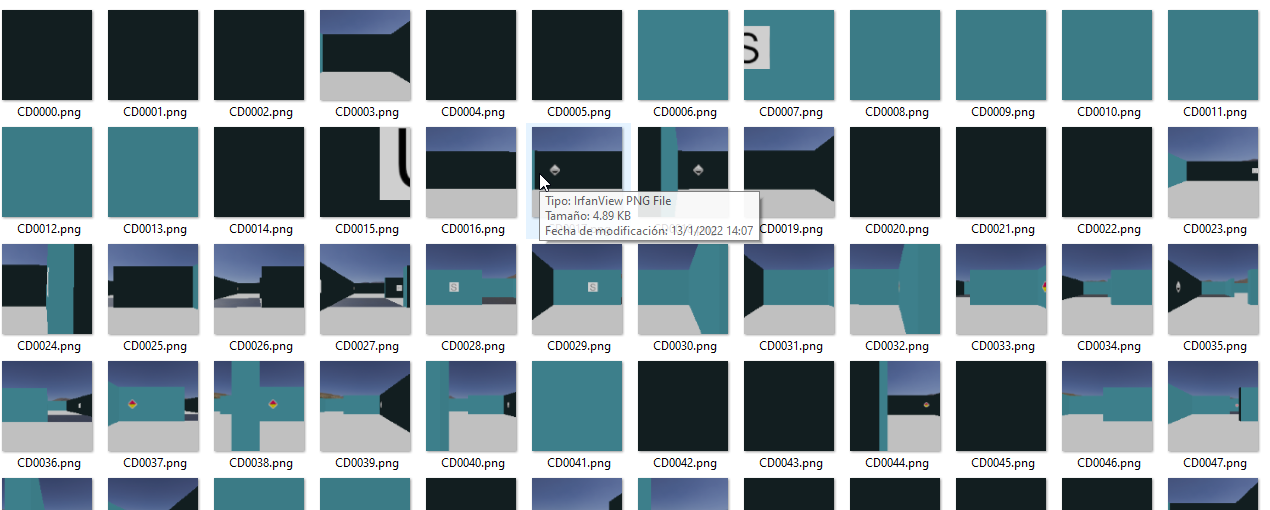 S
CD0000.png CD0001.png CD0002.png CD0003.png CD0004.png CD0005.png CD0006.png CD0007.png CD0008.png CD0009.png CD0010.png CD0011.png
U
Tipo: IrfanView PNG File
Tamaño: 4.89 KB
Fecha de modificación: 13/1/2022 14:07
CD0012.png CD0013.png CD0014.png CD0015.png CD0016.png CD0019.png CD0020.png CD0021.png CD0022.png CD0023.png
S S
CD0024.png CD0025.png CD0026.png CD0027.png CD0028.png CD0029.png CD0030.png CD0031.png CD0032.png CD0033.png CD0034.png CD0035.png
CD0036.png CD0037.png CD0038.png CD0039.png CD0040.png CD0041.png CD0042.png CD0043.png CD0044.png CD0045.png CD0046.png CD0047.png